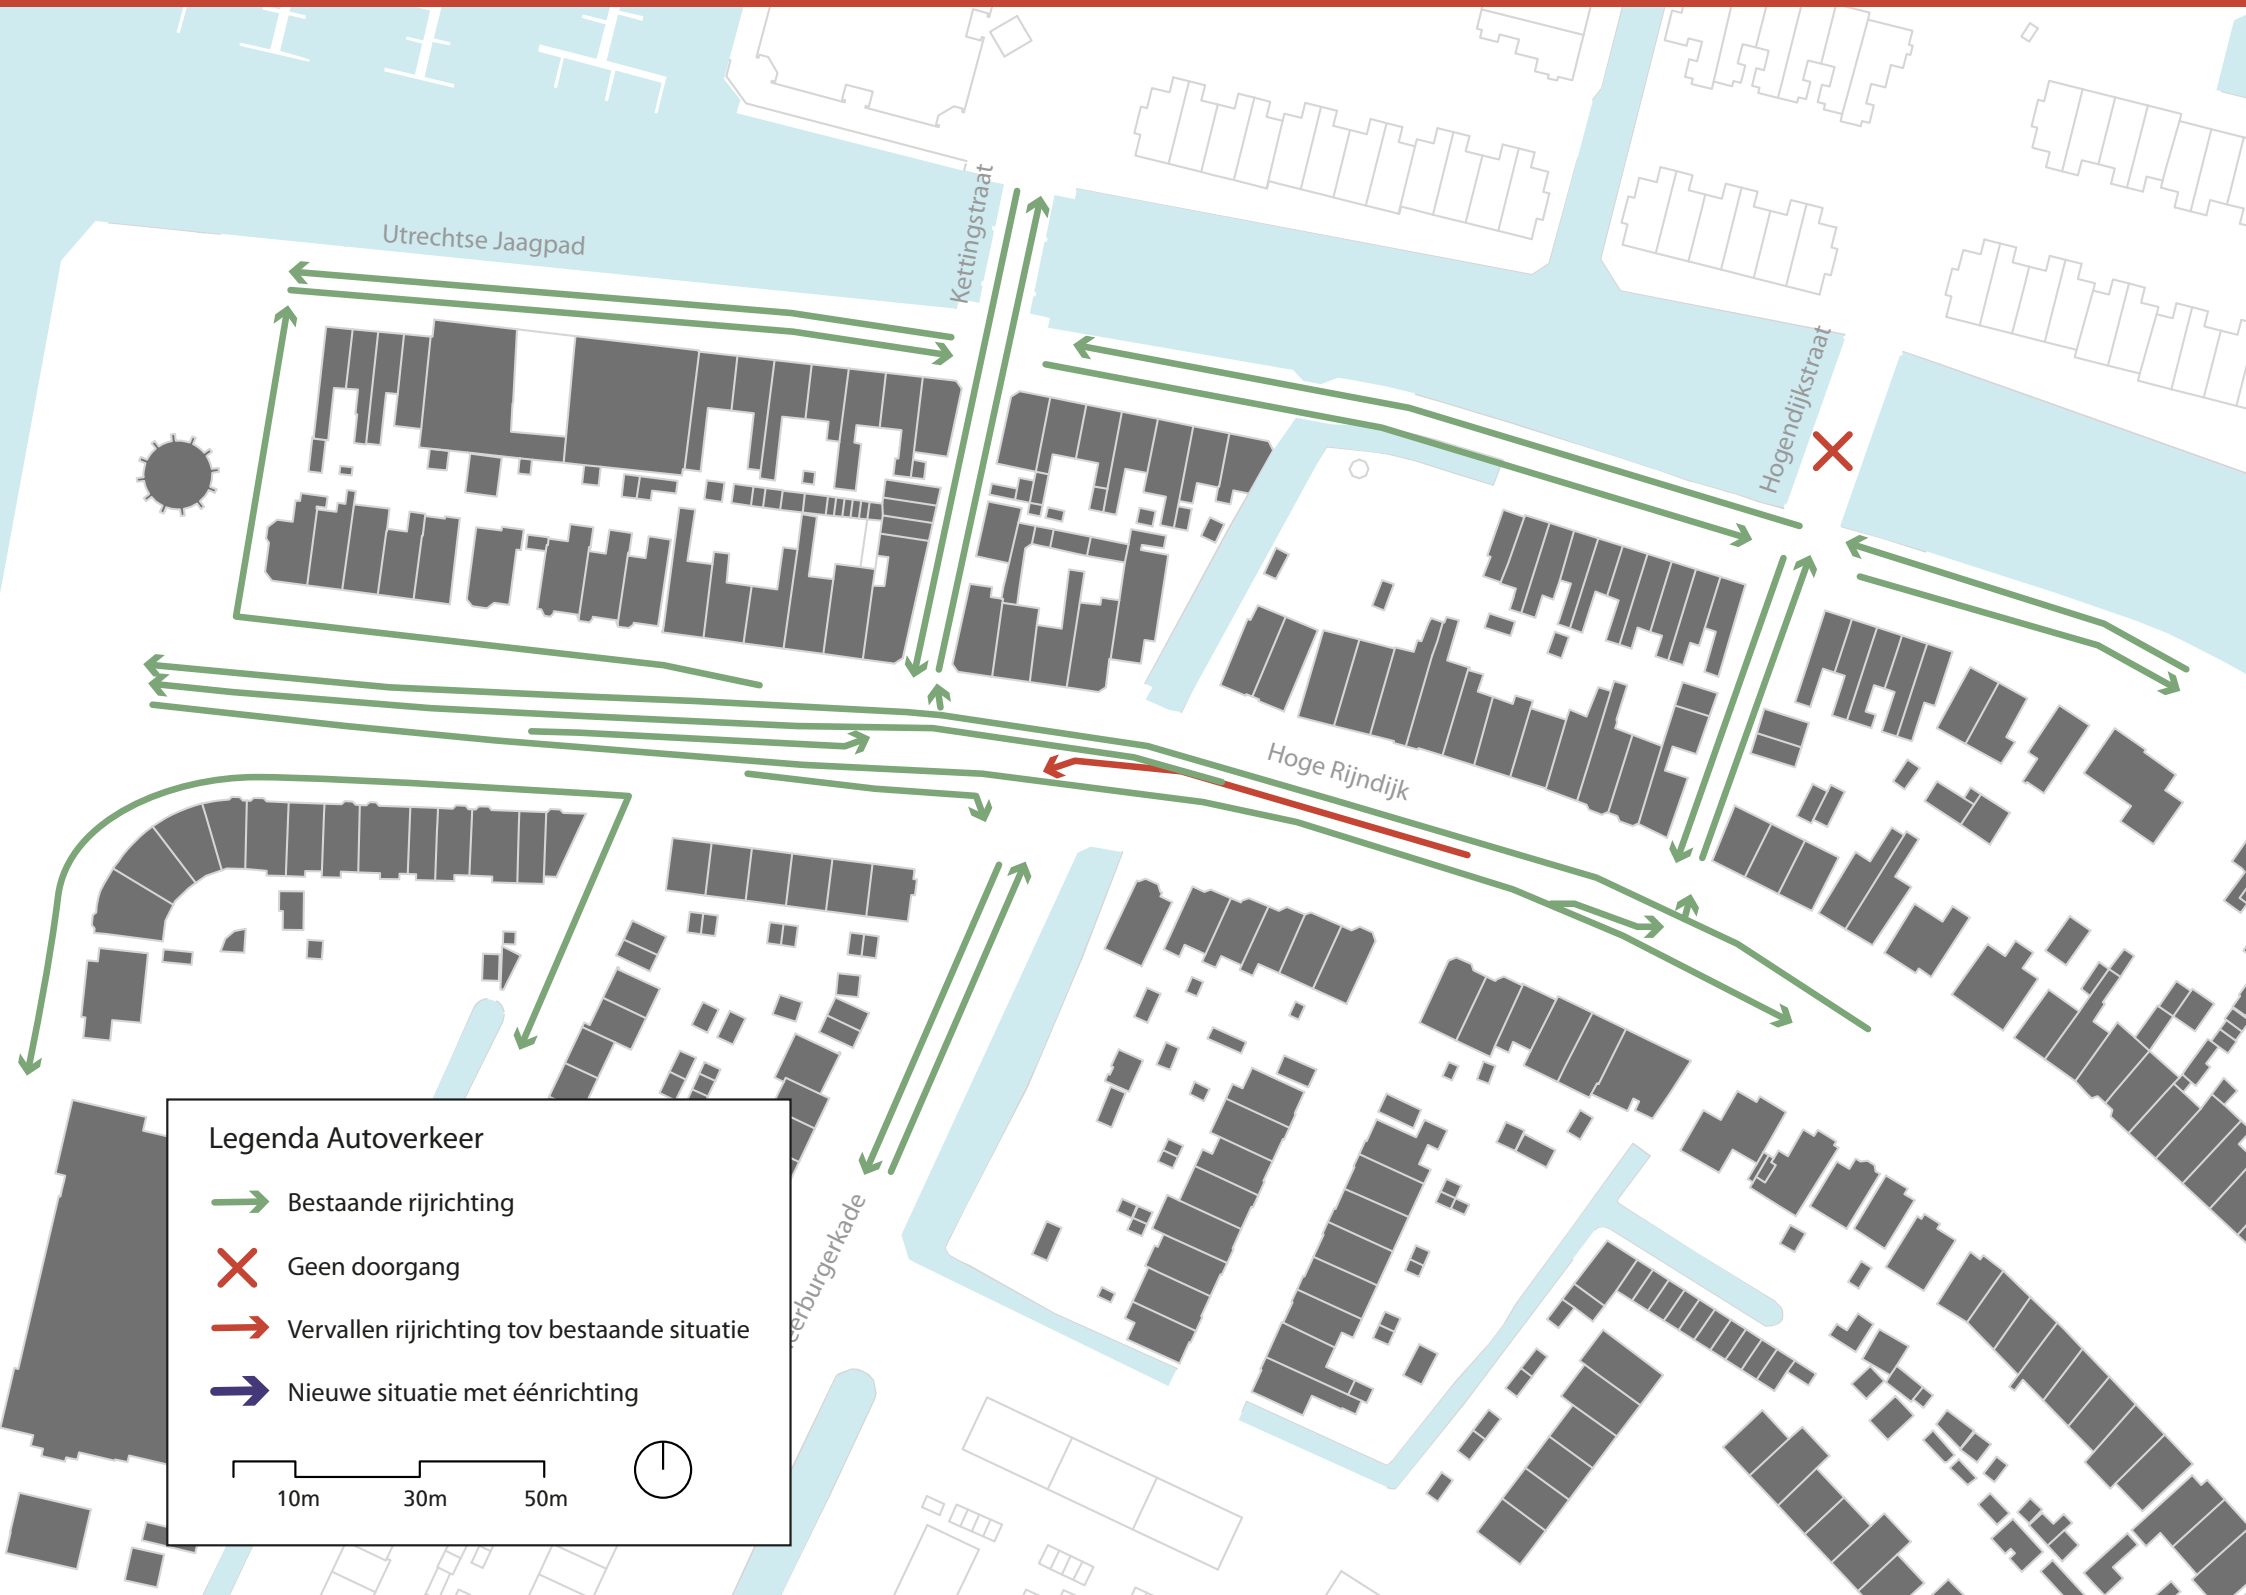 Utrechtse Jaagpad
Kettingstraat
Hogendijkstraat
Hoge Rijndijk
Legenda Autoverkeer
Bestaande rijrichting
Geen doorgang
Vervallen rijrichting tov bestaande situatie
Nieuwe situatie met éénrichting
10m 30m 50m
erburgerkade